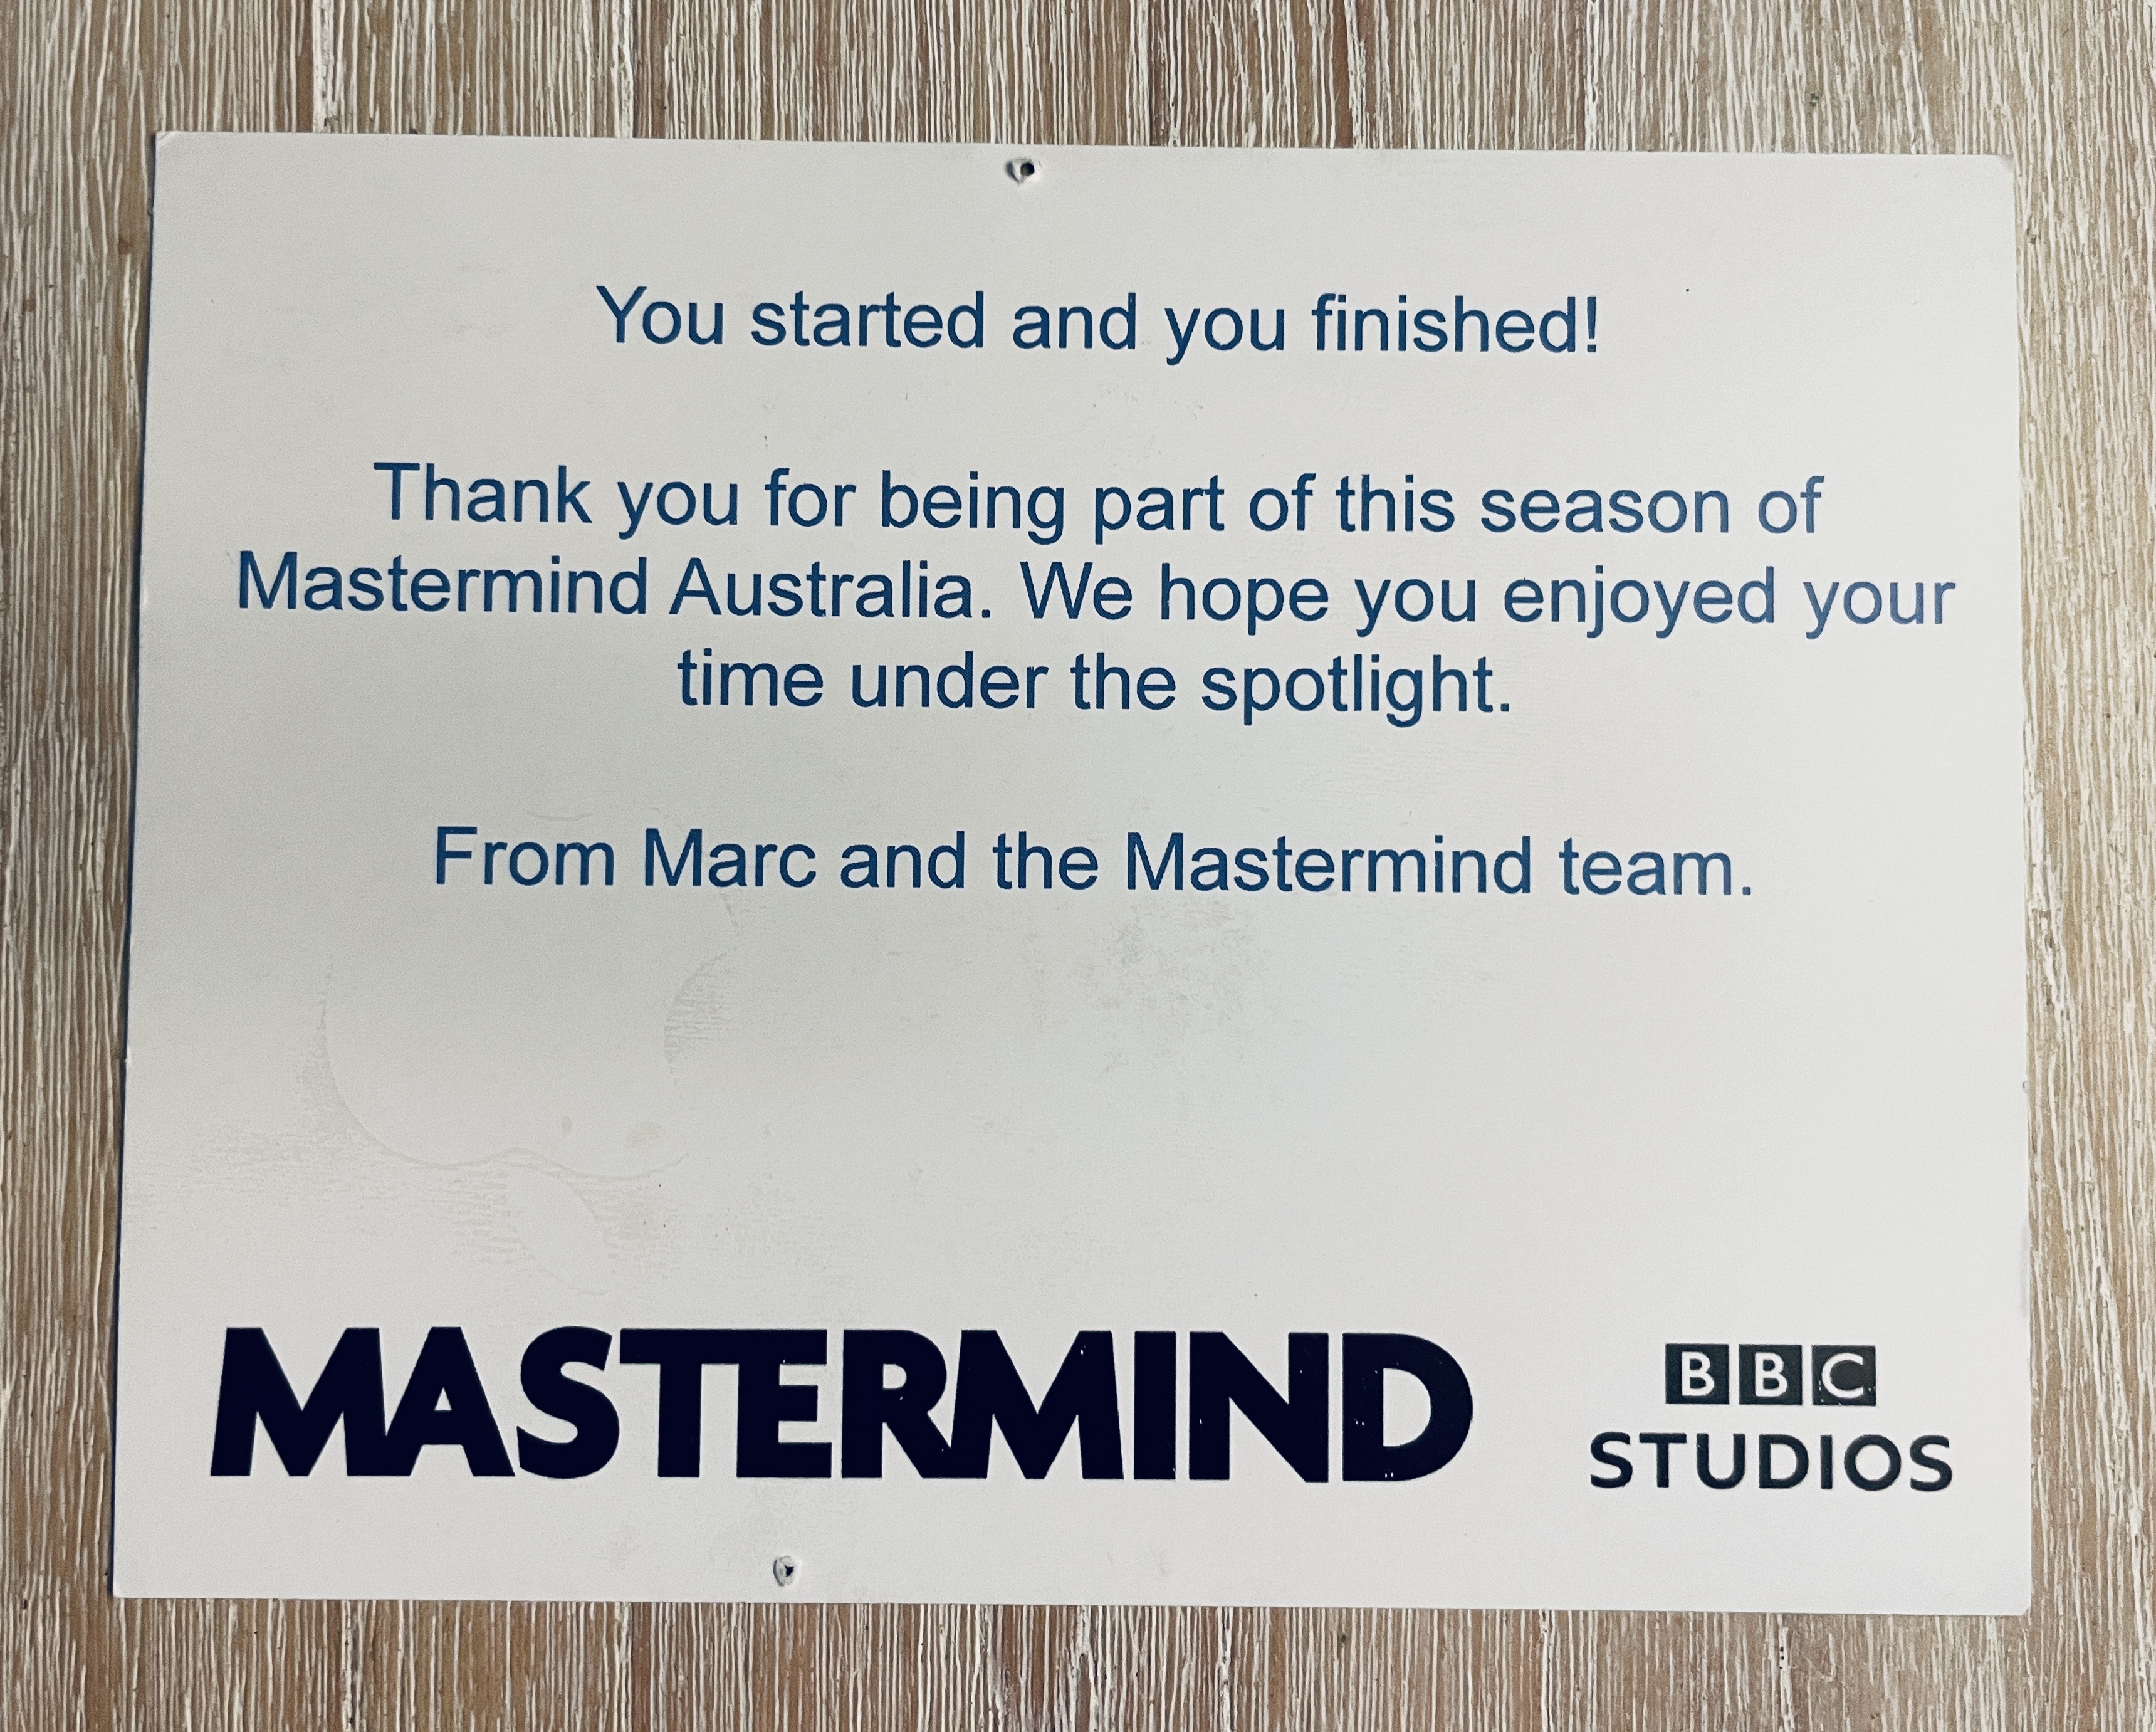 You started and you finished!
Thank you for being part of this season of
Mastermind Australia. We hope you enjoyed your
time under the spotlight.
From Marc and the Mastermind team.
MASTERMIND
BBC
STUDIOS